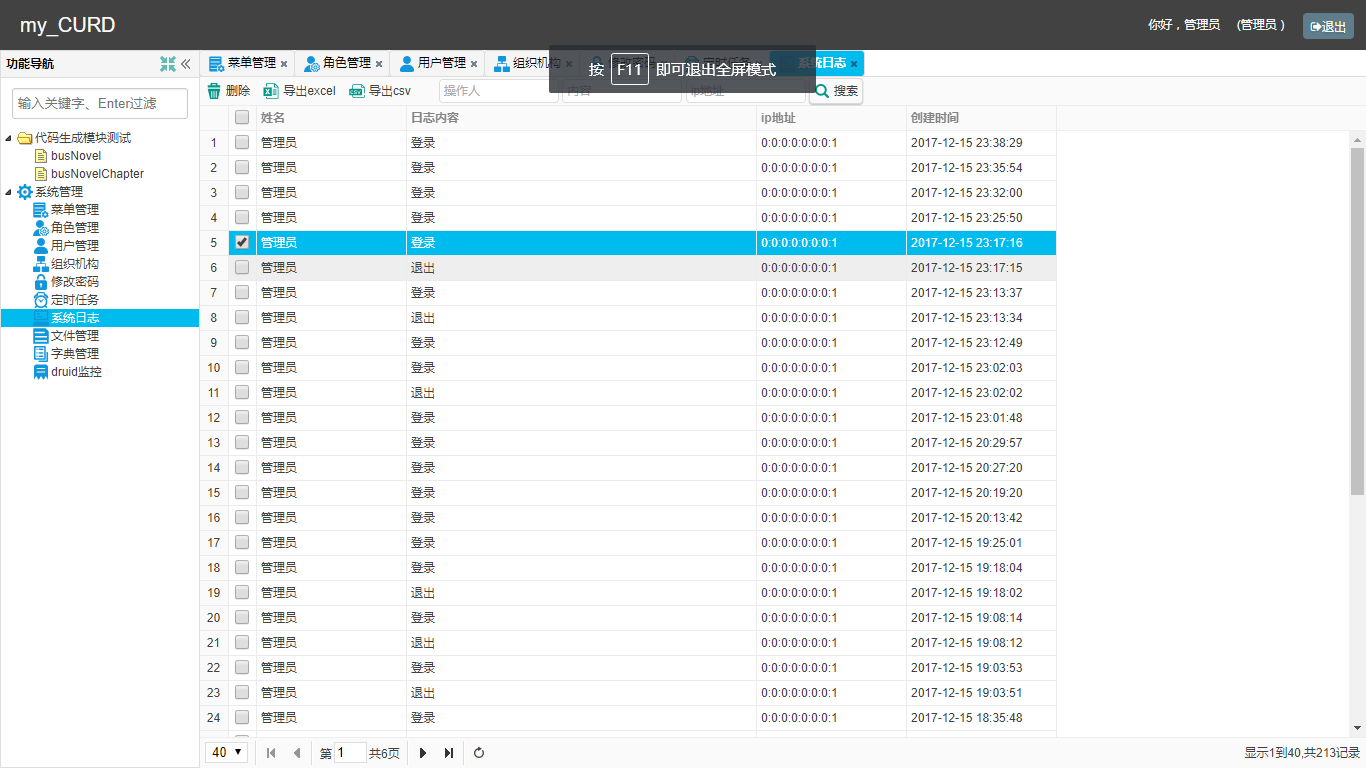 my_CURD
你好，管理员 (管理员) 退出
功能导航
菜单管理 角色管理 用户管理 组织机构 系统日志
按 F11 即可退出全屏模式
输入关键字、Enter过滤
删除 导出excel 导出csv 操作人 内容 ip地址 搜索
代码生成模块测试
busNovel
busNovelChapter
系统管理
菜单管理
角色管理
用户管理
组织机构
修改密码
定时任务
系统日志
文件管理
字典管理
druid监控
姓名 日志内容 ip地址 创建时间
1 管理员 登录 0:0:0:0:0:0:0:1 2017-12-15 23:38:29
2 管理员 登录 0:0:0:0:0:0:0:1 2017-12-15 23:35:54
3 管理员 登录 0:0:0:0:0:0:0:1 2017-12-15 23:32:00
4 管理员 登录 0:0:0:0:0:0:0:1 2017-12-15 23:25:50
5 管理员 登录 0:0:0:0:0:0:0:1 2017-12-15 23:17:16
6 管理员 退出 0:0:0:0:0:0:0:1 2017-12-15 23:17:15
7 管理员 登录 0:0:0:0:0:0:0:1 2017-12-15 23:13:37
8 管理员 退出 0:0:0:0:0:0:0:1 2017-12-15 23:13:34
9 管理员 登录 0:0:0:0:0:0:0:1 2017-12-15 23:12:49
10 管理员 登录 0:0:0:0:0:0:0:1 2017-12-15 23:02:03
11 管理员 退出 0:0:0:0:0:0:0:1 2017-12-15 23:02:02
12 管理员 登录 0:0:0:0:0:0:0:1 2017-12-15 23:01:48
13 管理员 登录 0:0:0:0:0:0:0:1 2017-12-15 20:29:57
14 管理员 登录 0:0:0:0:0:0:0:1 2017-12-15 20:27:20
15 管理员 登录 0:0:0:0:0:0:0:1 2017-12-15 20:19:20
16 管理员 登录 0:0:0:0:0:0:0:1 2017-12-15 20:13:42
17 管理员 登录 0:0:0:0:0:0:0:1 2017-12-15 19:25:01
18 管理员 登录 0:0:0:0:0:0:0:1 2017-12-15 19:18:04
19 管理员 退出 0:0:0:0:0:0:0:1 2017-12-15 19:18:02
20 管理员 登录 0:0:0:0:0:0:0:1 2017-12-15 19:08:14
21 管理员 退出 0:0:0:0:0:0:0:1 2017-12-15 19:08:12
22 管理员 登录 0:0:0:0:0:0:0:1 2017-12-15 19:03:53
23 管理员 退出 0:0:0:0:0:0:0:1 2017-12-15 19:03:51
24 管理员 登录 0:0:0:0:0:0:0:1 2017-12-15 18:35:48
40 第 1 共6页 显示1到40,共213记录